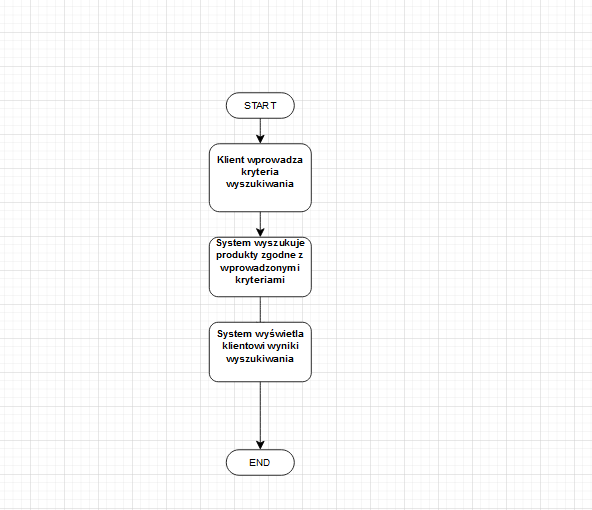 START
Klient wprowadza
kryteria
wyszukiwania
System wyszukuje
produkty zgodne z
wprowadzonymi
kryteriami
System wyświetla
klientowi wyniki
wyszukiwania
END